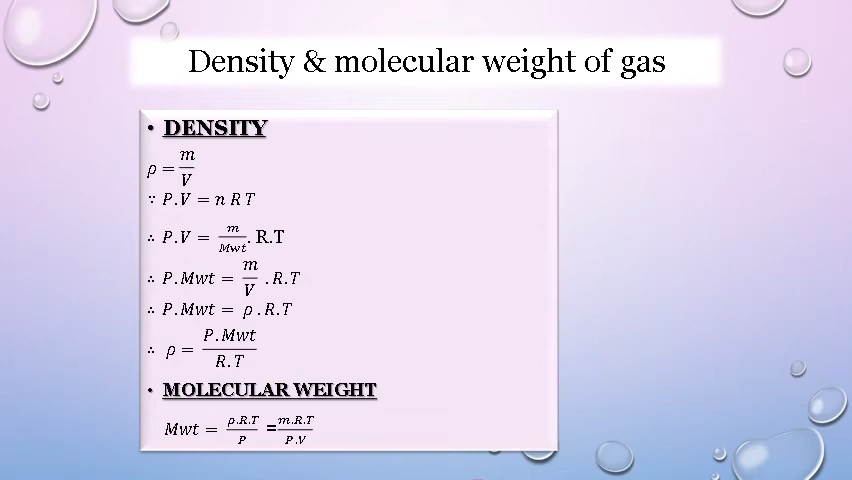 Density & molecular weight of gas
• DENSITY
ρ = m/V
∵ P.V = n R T
∴ P.V = m/Mwt . R.T
∴ P.Mwt = m/V . R.T
∴ P.Mwt = ρ . R.T
∴ ρ = P.Mwt/R.T
• MOLECULAR WEIGHT
Mwt = ρ.R.T/P = m.R.T/P.V